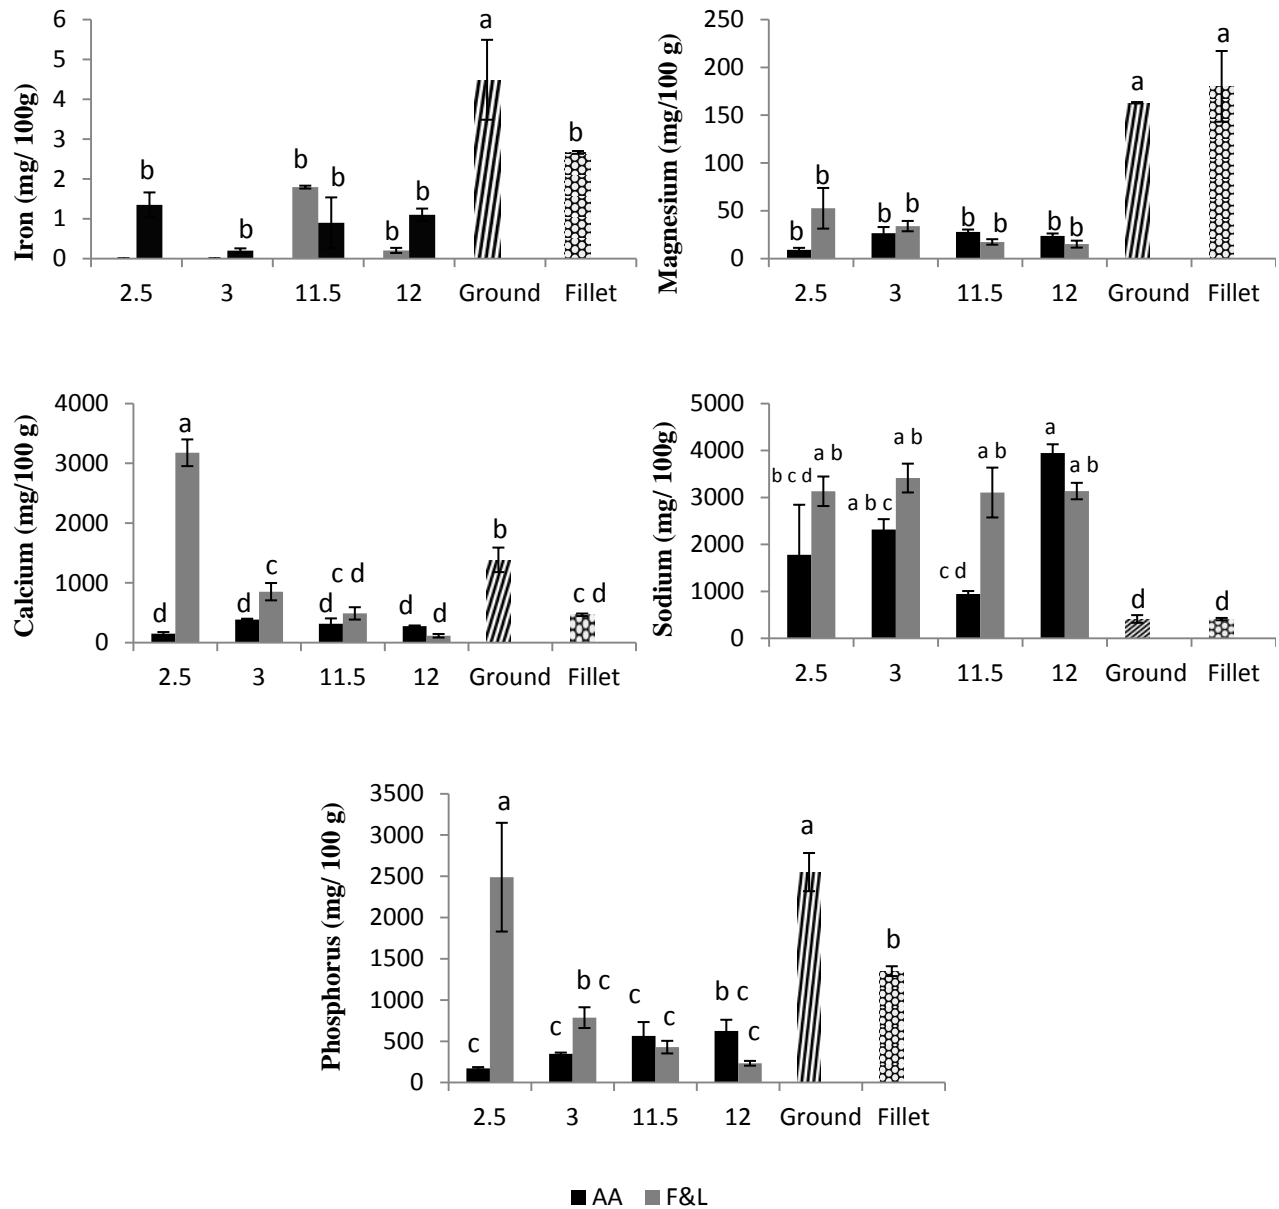 Iron (mg/ 100g)
6
5
4
3
2
1
0
b
b
b
b
b
b
a
b
2.5 3 11.5 12 Ground Fillet
Magnesium (mg/100 g)
250
200
150
100
50
0
b
b
b
b
b
b
b
b
a
a
2.5 3 11.5 12 Ground Fillet
Calcium (mg/100 g)
4000
3000
2000
1000
0
d
a
d
c
d
c d
d
d
b
c d
2.5 3 11.5 12 Ground Fillet
Sodium (mg/ 100g)
5000
4000
3000
2000
1000
0
b c d
a b
a b c
a b
c d
a b
a
a b
d
d
2.5 3 11.5 12 Ground Fillet
Phosphorus (mg/ 100 g)
3500
3000
2500
2000
1500
1000
500
0
c
a
c
b c
c
c
b c
c
a
b
2.5 3 11.5 12 Ground Fillet
AA F&L